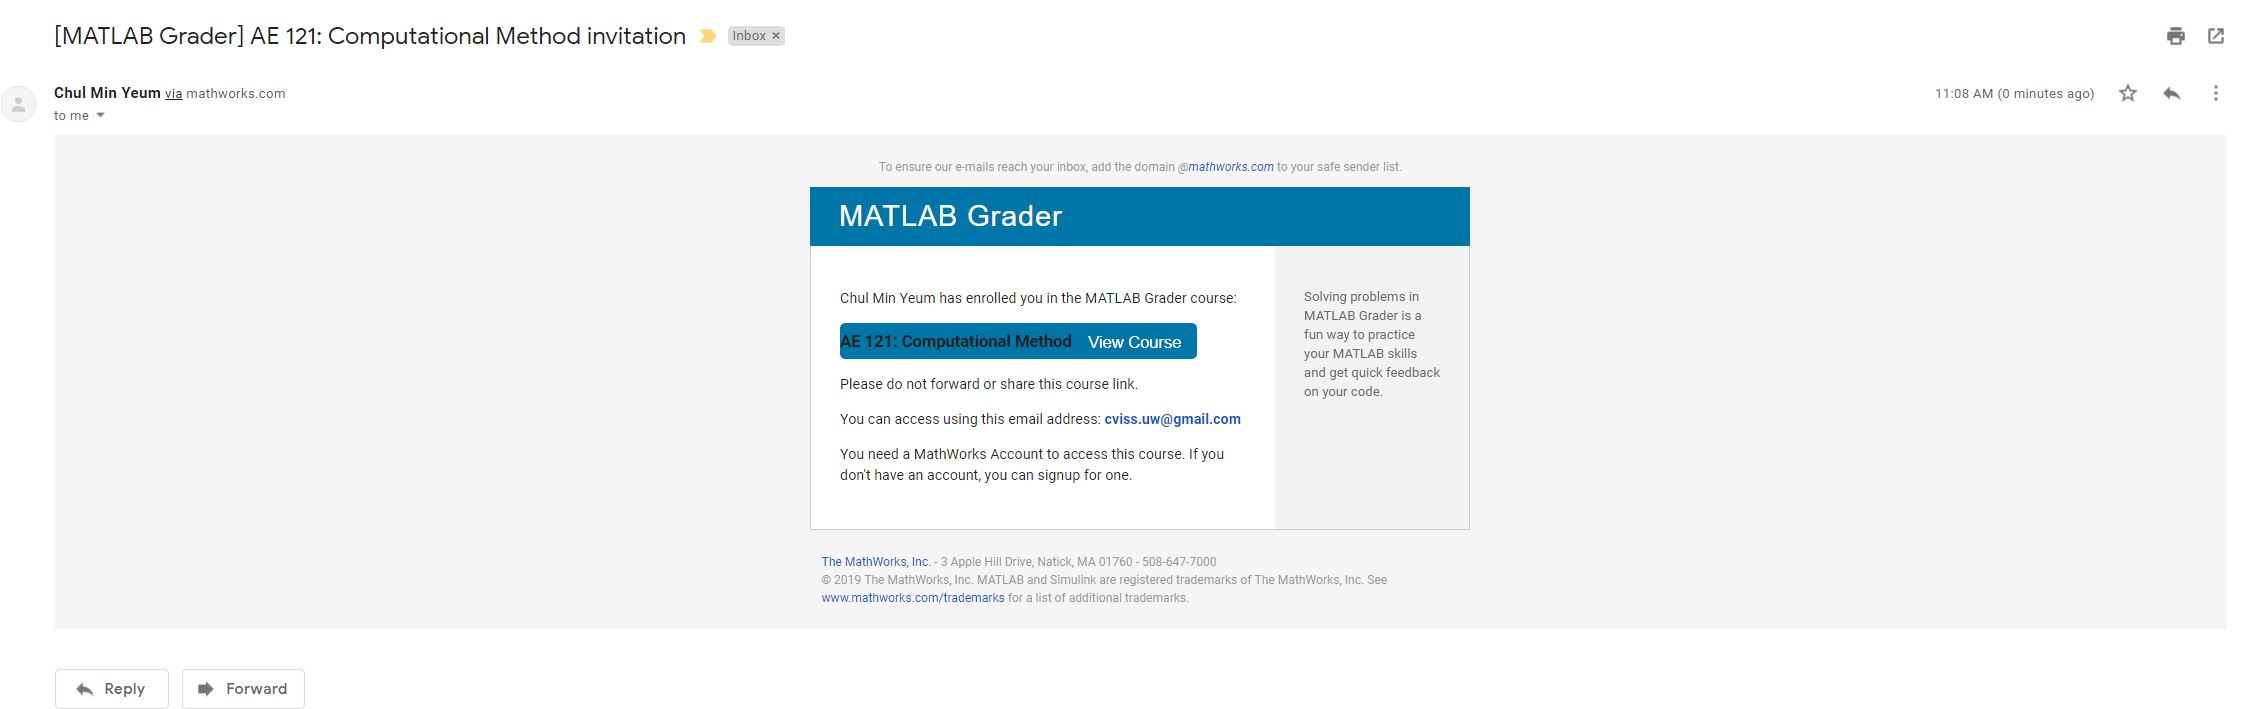 [MATLAB Grader] AE 121: Computational Method invitation Inbox ×
Chul Min Yeum via mathworks.com 11:08 AM (0 minutes ago)
to me
To ensure our e-mails reach your inbox, add the domain @mathworks.com to your safe sender list.
MATLAB Grader
Chul Min Yeum has enrolled you in the MATLAB Grader course:
AE 121: Computational Method View Course
Please do not forward or share this course link.
You can access using this email address: cviss.uw@gmail.com
You need a MathWorks Account to access this course. If you
don't have an account, you can signup for one.
Solving problems in
MATLAB Grader is a
fun way to practice
your MATLAB skills
and get quick feedback
on your code.
The MathWorks, Inc. - 3 Apple Hill Drive, Natick, MA 01760 - 508-647-7000
© 2019 The MathWorks, Inc. MATLAB and Simulink are registered trademarks of The MathWorks, Inc. See
www.mathworks.com/trademarks for a list of additional trademarks.
Reply Forward